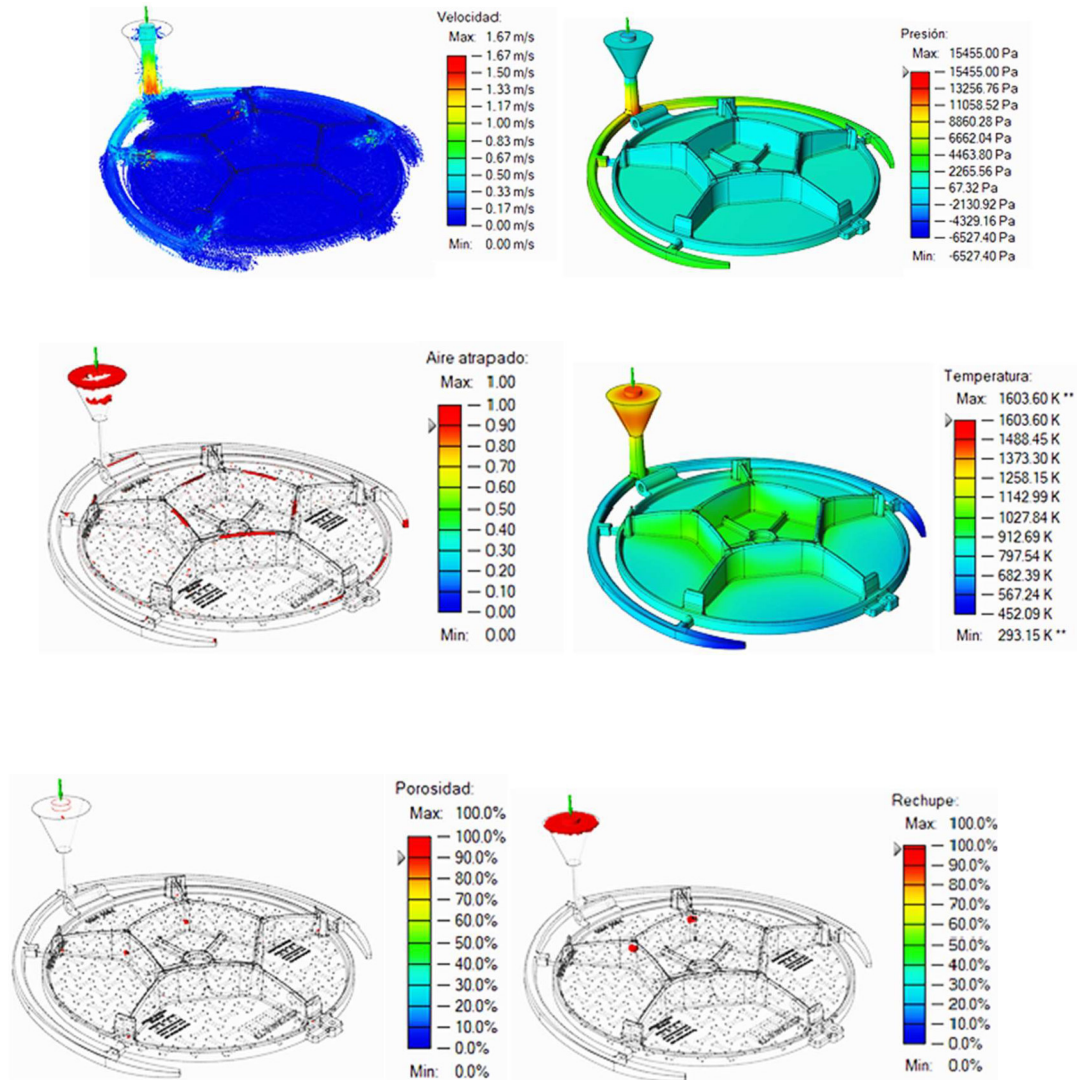 Velocidad:
Max: 1.67 m/s
1.67 m/s
1.50 m/s
1.33 m/s
1.17 m/s
1.00 m/s
0.83 m/s
0.67 m/s
0.50 m/s
0.33 m/s
0.17 m/s
0.00 m/s
Min: 0.00 m/s
Presión:
Max: 15455.00 Pa
15455.00 Pa
13256.76 Pa
11058.52 Pa
8860.28 Pa
6662.04 Pa
4463.80 Pa
2265.56 Pa
67.32 Pa
-2130.92 Pa
-4329.16 Pa
-6527.40 Pa
Min: -6527.40 Pa
Aire atrapado:
Max: 1.00
1.00
0.90
0.80
0.70
0.60
0.50
0.40
0.30
0.20
0.10
0.00
Min: 0.00
Temperatura:
Max: 1603.60 K **
1603.60 K
1488.45 K
1373.30 K
1258.15 K
1142.99 K
1027.84 K
912.69 K
797.54 K
682.39 K
567.24 K
452.09 K
Min: 293.15 K **
Porosidad:
Max: 100.0%
100.0%
90.0%
80.0%
70.0%
60.0%
50.0%
40.0%
30.0%
20.0%
10.0%
0.0%
Min: 0.0%
Rechupe:
Max: 100.0%
100.0%
90.0%
80.0%
70.0%
60.0%
50.0%
40.0%
30.0%
20.0%
10.0%
0.0%
Min: 0.0%